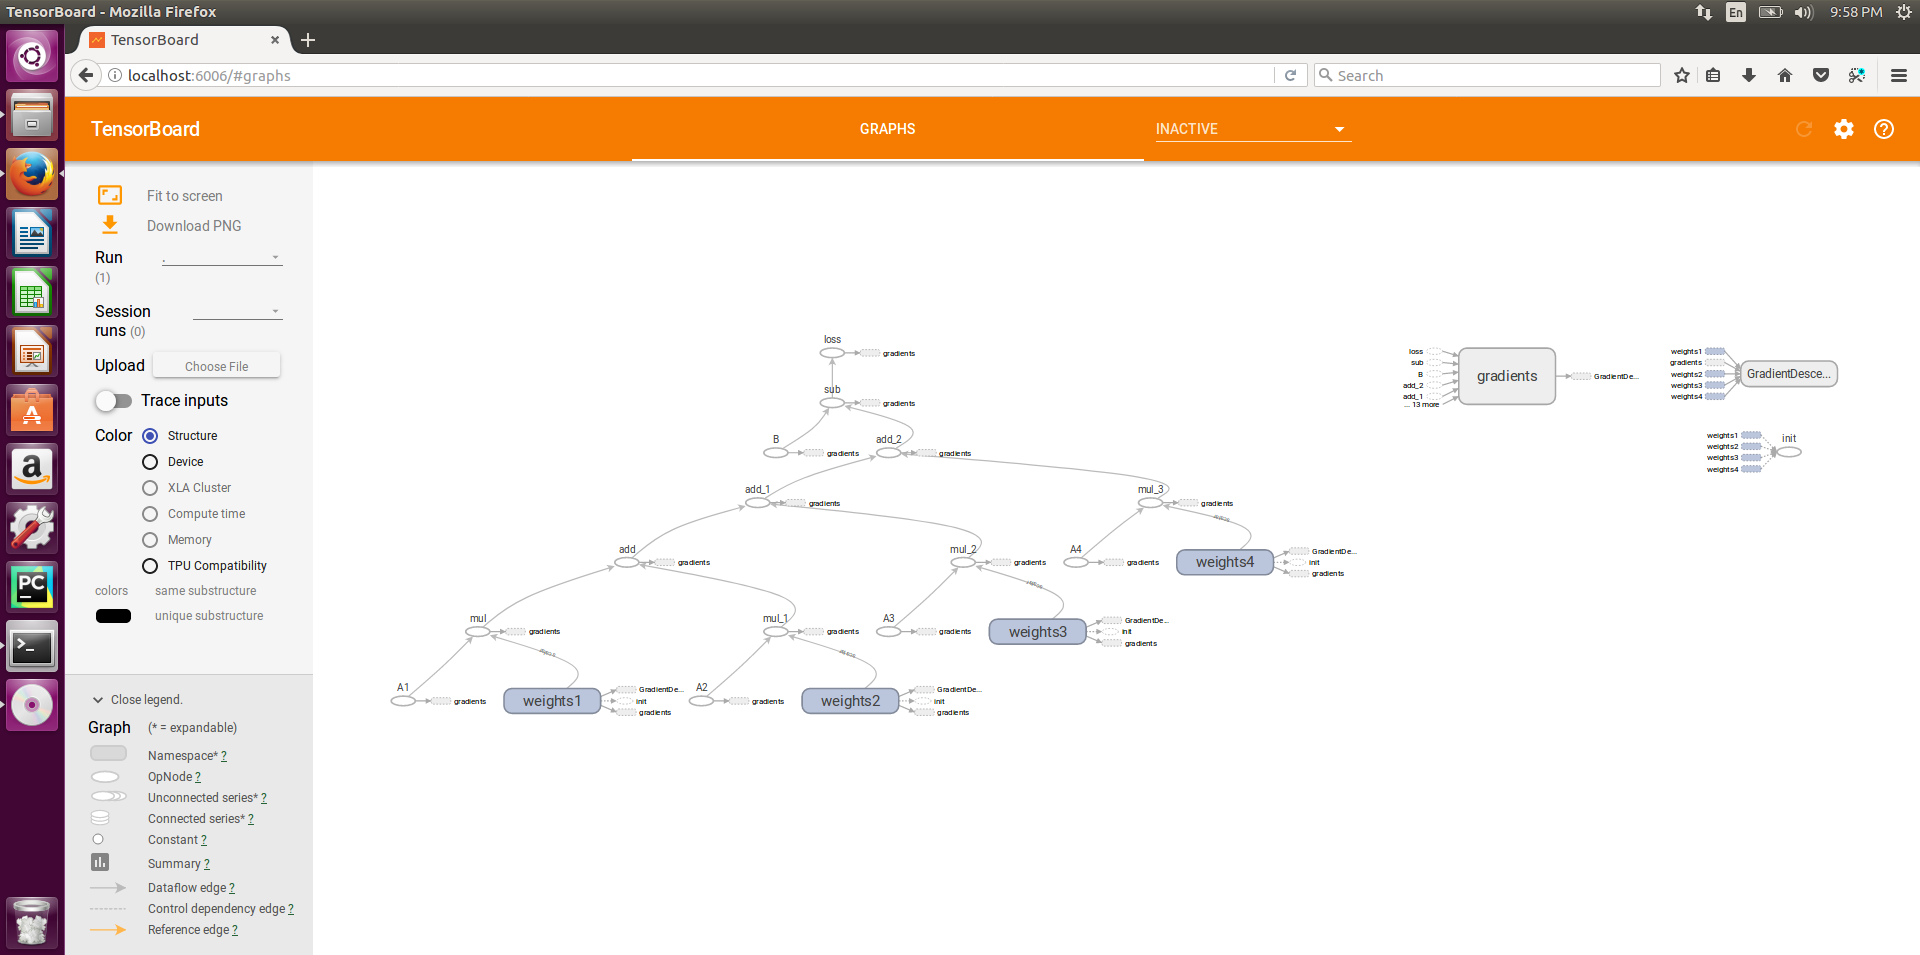 TensorBoard - Mozilla Firefox
En
9:58 PM
TensorBoard
localhost:6006/#graphs
Search
TensorBoard
GRAPHS
INACTIVE
Fit to screen
Download PNG
Run
(1)
.
Session
runs (0)
Upload
Choose File
Trace inputs
Color
Structure
Device
XLA Cluster
Compute time
Memory
TPU Compatibility
colors
same substructure
unique substructure
Close legend.
Graph
(* = expandable)
Namespace* ?
OpNode ?
Unconnected series* ?
Connected series* ?
Constant ?
Summary ?
Dataflow edge ?
Control dependency edge ?
Reference edge ?
loss
gradients
sub
gradients
B
gradients
add_2
gradients
add_1
gradients
mul_3
gradients
add
gradients
mul_2
gradients
A4
gradients
weights4
GradientDe...
init
gradients
mul
gradients
mul_1
gradients
A3
gradients
weights3
GradientDe...
init
gradients
A1
gradients
weights1
GradientDe...
init
gradients
A2
gradients
weights2
GradientDe...
init
gradients
loss
sub
B
add_2
add_1
... 13 more
gradients
GradientDe...
weights1
gradients
weights2
weights3
weights4
GradientDesce...
weights1
weights2
weights3
weights4
init
PC